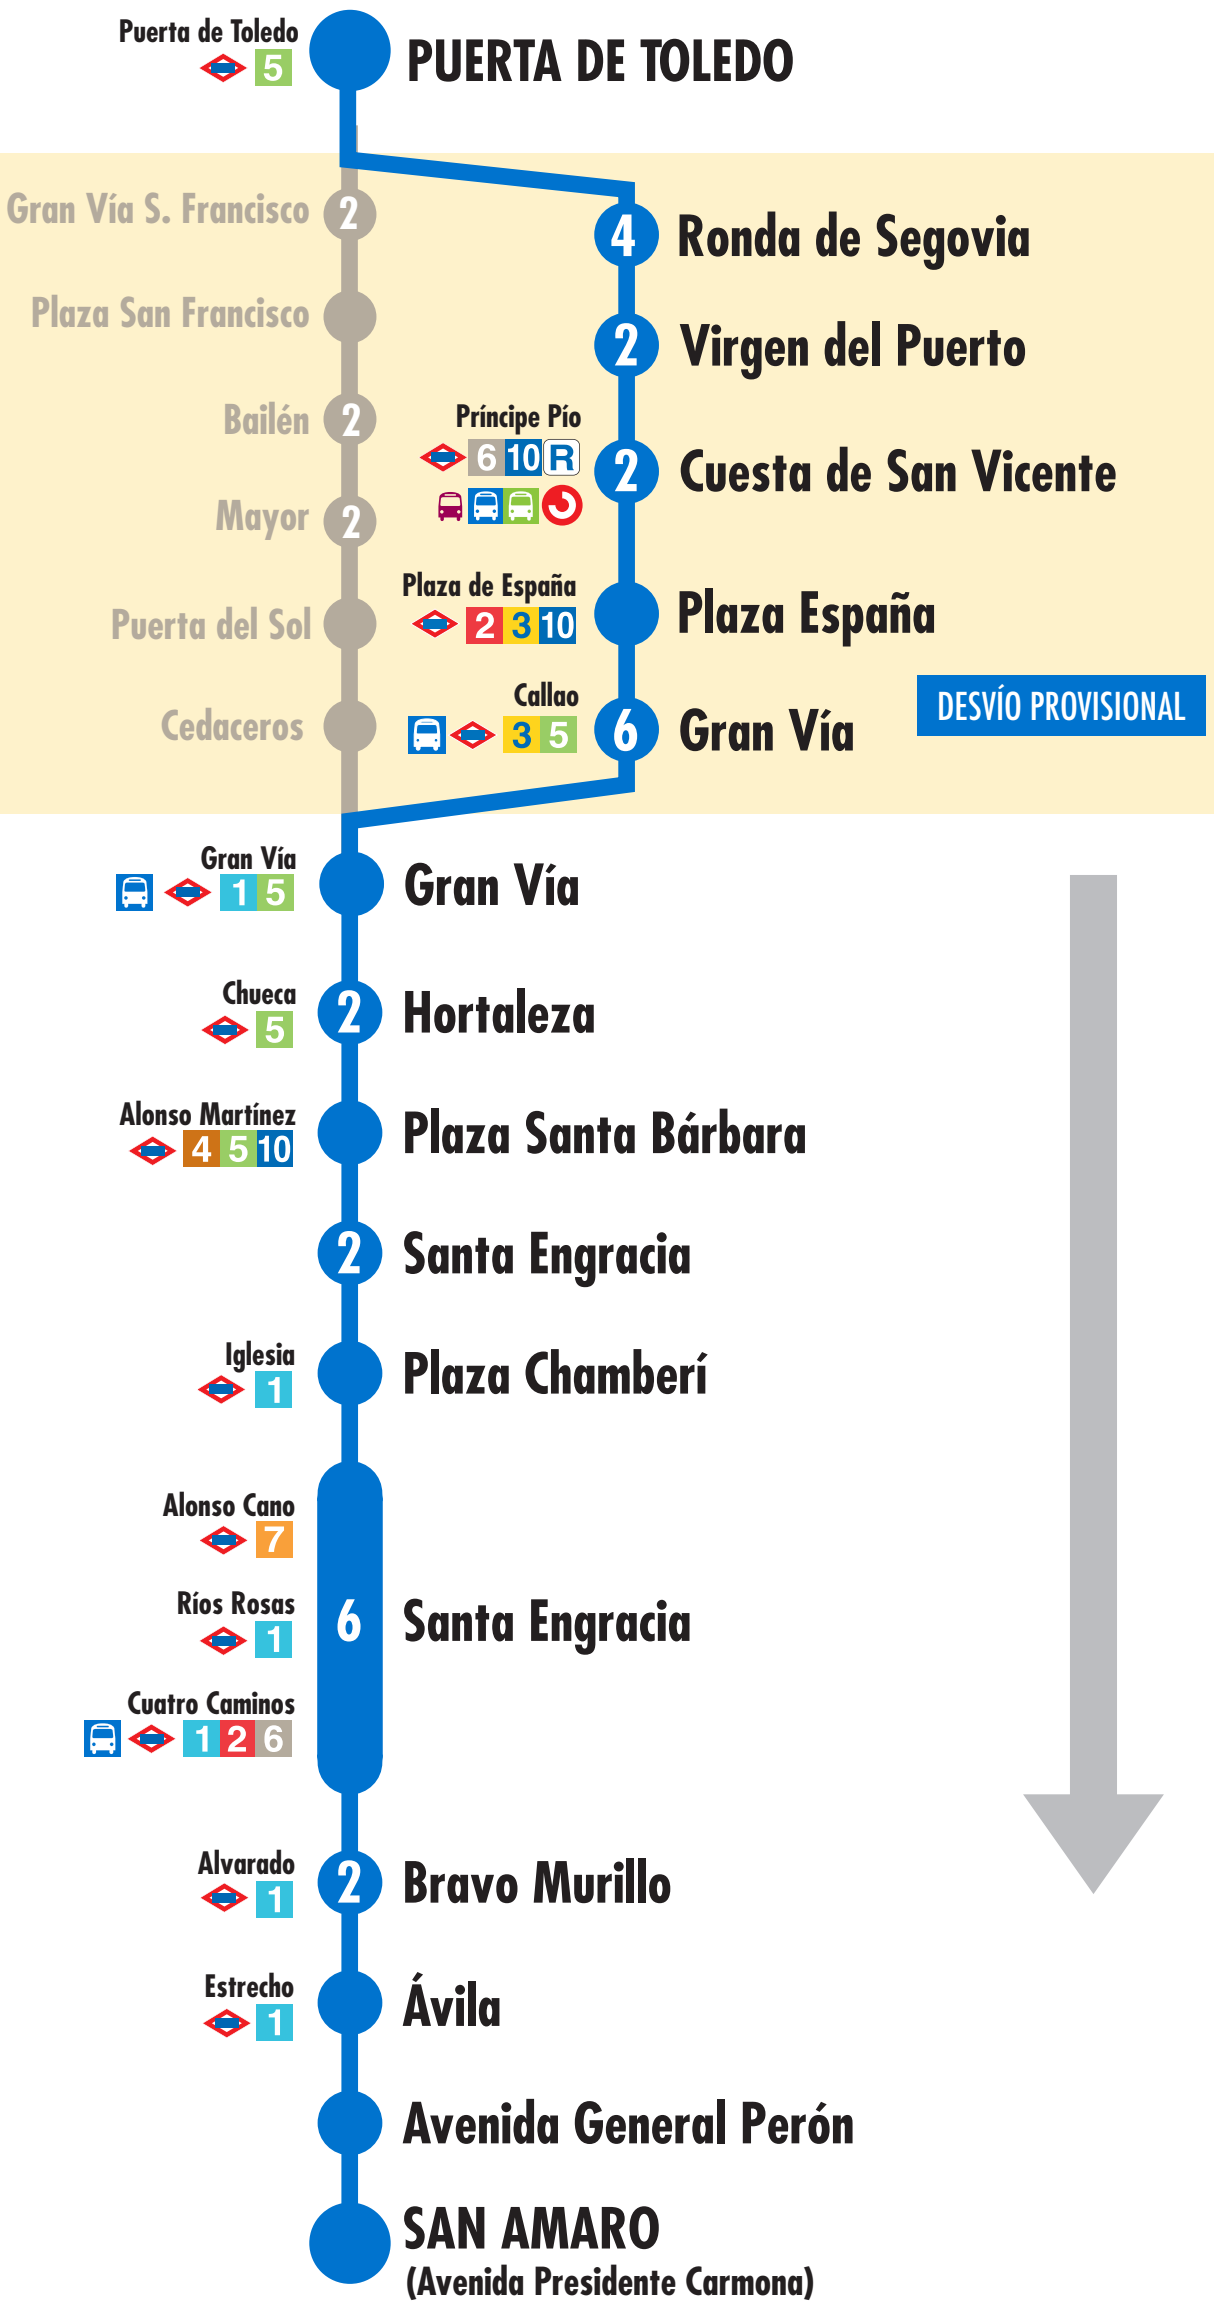 Puerta de Toledo
5
PUERTA DE TOLEDO
Gran Vía S. Francisco
2
4
Ronda de Segovia
Plaza San Francisco
2
Virgen del Puerto
Bailén
2
Príncipe Pío
6 10 R
2
Cuesta de San Vicente
Mayor
2
Plaza de España
2 3 10
Plaza España
Puerta del Sol
Cedaceros
Callao
3 5
6
Gran Vía
DESVÍO PROVISIONAL
Gran Vía
1 5
Gran Vía
Chueca
5
2
Hortaleza
Alonso Martínez
4 5 10
Plaza Santa Bárbara
2
Santa Engracia
Iglesia
1
Plaza Chamberí
Alonso Cano
7
Ríos Rosas
1
6
Santa Engracia
Cuatro Caminos
1 2 6
Alvarado
1
2
Bravo Murillo
Estrecho
1
Ávila
Avenida General Perón
SAN AMARO
(Avenida Presidente Carmona)